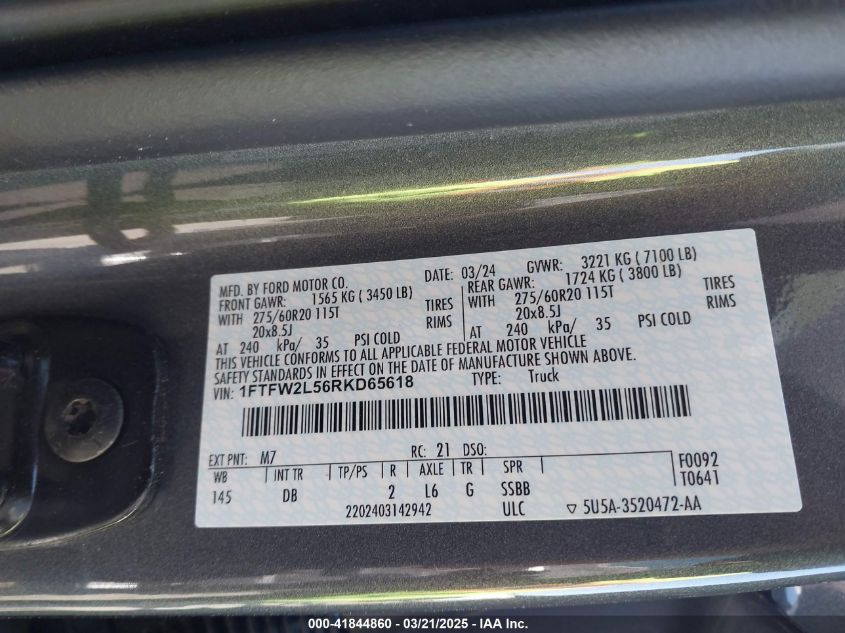 MFD. BY FORD MOTOR CO. DATE: 03/24 GVWR: 3221 KG ( 7100 LB)
FRONT GAWR: 1565 KG ( 3450 LB) REAR GAWR: 1724 KG ( 3800 LB)
WITH 275/60R20 115T TIRES WITH 275/60R20 115T TIRES
20x8.5J RIMS 20x8.5J RIMS
AT 240 kPa/ 35 PSI COLD AT 240 kPa/ 35 PSI COLD
THIS VEHICLE CONFORMS TO ALL APPLICABLE FEDERAL MOTOR VEHICLE
SAFETY STANDARDS IN EFFECT ON THE DATE OF MANUFACTURE SHOWN ABOVE.
VIN: 1FTFW2L56RKD65618 TYPE: Truck
EXT PNT: M7 RC: 21 DSO:
WB INT TR TP/PS R AXLE TR SPR F0092
145 DB 2 L6 G SSBB T0641
2202403142942 ULC ▽ 5U5A-3520472-AA
000-41844860 - 03/21/2025 - IAA Inc.